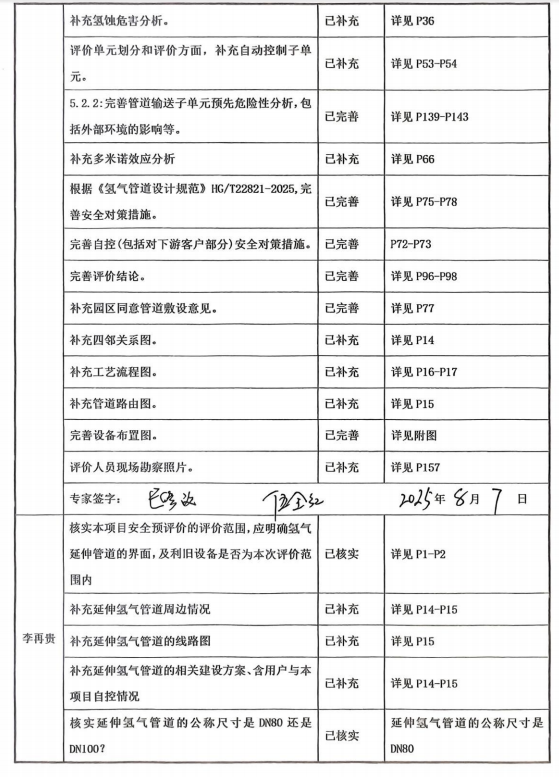 补充氢蚀危害分析。 已补充 详见 P36
评价单元划分和评价方面，补充自动控制子单
元。 已补充 详见 P53-P54
5.2.2:完善管道输送子单元预先危险性分析,包
括外部环境的影响等。 已完善 详见 P139-P143
补充多米诺效应分析 已补充 详见 P66
根据《氢气管道设计规范》HG/T22821-2025,完
善安全对策措施。 已完善 详见 P75-P78
完善自控(包括对下游客户部分)安全对策措施。 已完善 P72-P73
完善评价结论。 已完善 详见 P96-P98
补充园区同意管道敷设意见。 已完善 详见 P77
补充四邻关系图。 已补充 详见 P14
补充工艺流程图。 已补充 详见 P16-P17
补充管道路由图。 已补充 详见 P15
完善设备布置图。 已完善 详见附图
评价人员现场勘察照片。 已补充 详见 P157
专家签字： 2025年 8月 7日
李再贵
核实本项目安全预评价的评价范围,应明确氢气
延伸管道的界面,及利旧设备是否为本次评价范
围内 已核实 详见 P1-P2
补充延伸氢气管道周边情况 已补充 详见 P14-P15
补充延伸氢气管道的线路图 已补充 详见 P15
补充延伸氢气管道的相关建设方案、含用户与本
项目自控情况 已补充 详见 P14-P15
核实延伸氢气管道的公称尺寸是 DN80 还是
DN100? 已核实 延伸氢气管道的公称尺寸是
DN80